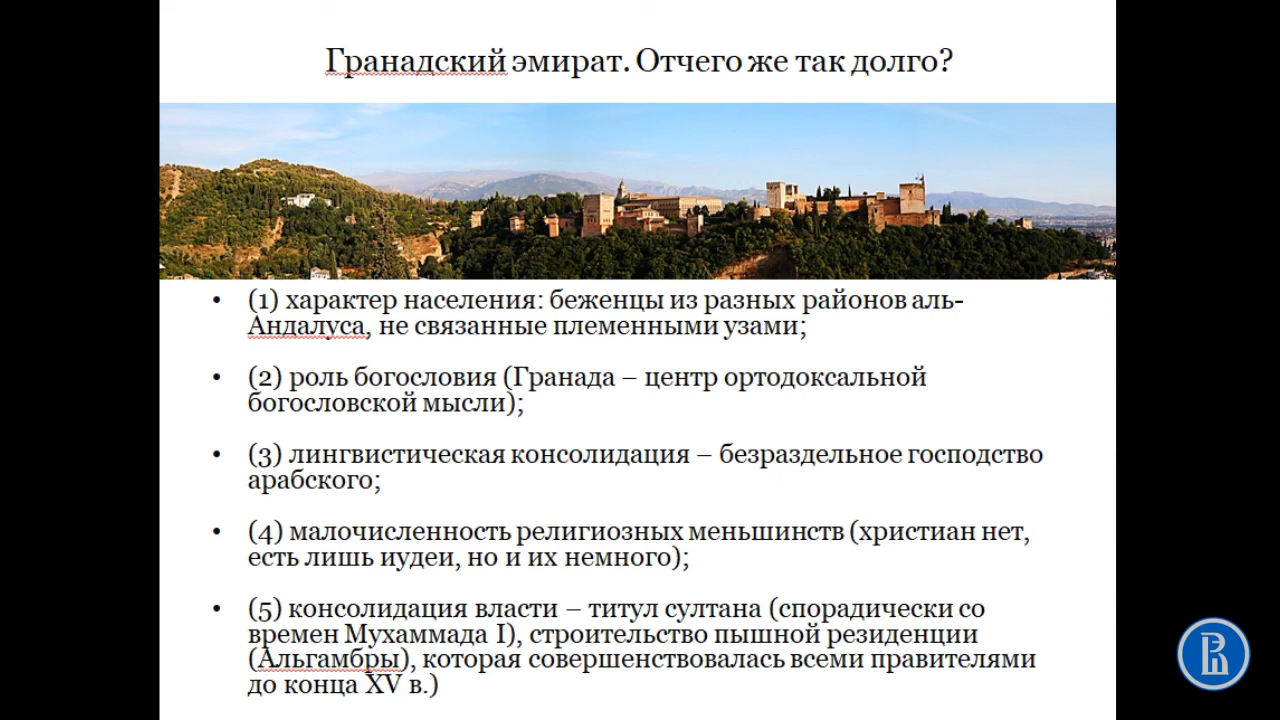 Гранадский эмират. Отчего же так долго?
• (1) характер населения: беженцы из разных районов аль-
Андалуса, не связанные племенными узами;
• (2) роль богословия (Гранада – центр ортодоксальной
богословской мысли);
• (3) лингвистическая консолидация – безраздельное господство
арабского;
• (4) малочисленность религиозных меньшинств (христиан нет,
есть лишь иудеи, но и их немного);
• (5) консолидация власти – титул султана (спорадически со
времен Мухаммада I), строительство пышной резиденции
(Альгамбры), которая совершенствовалась всеми правителями
до конца XV в.)